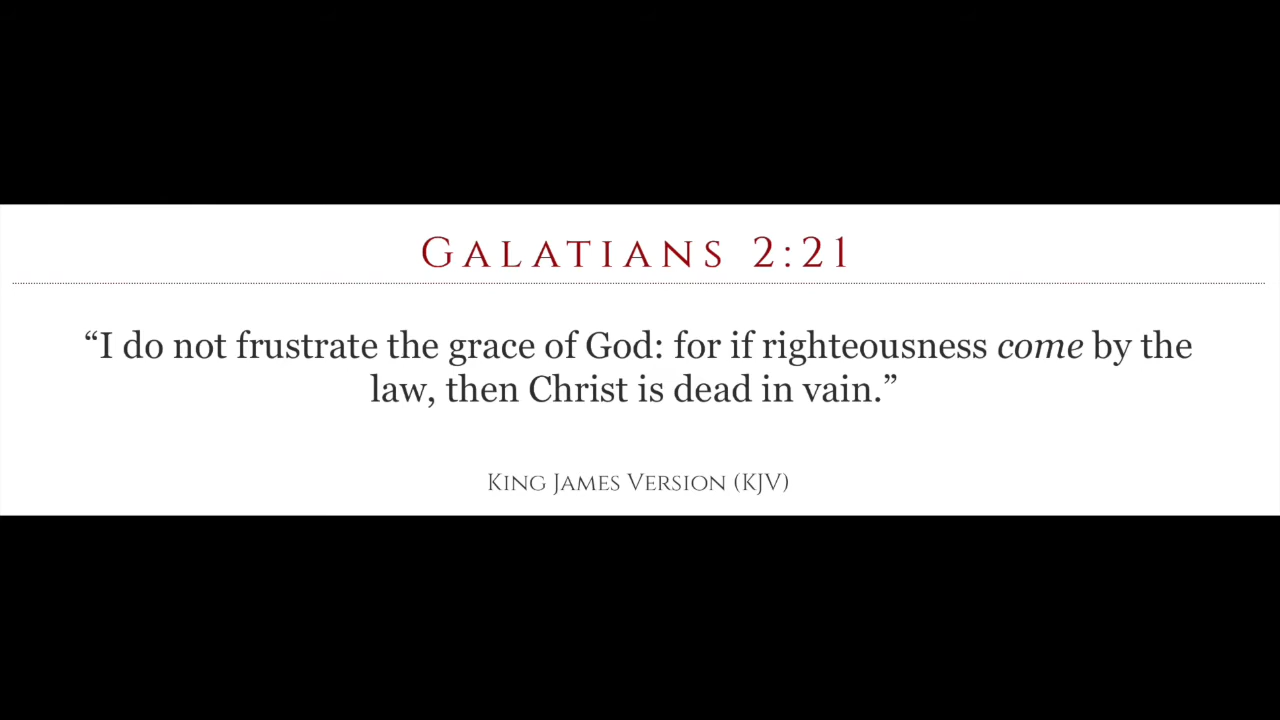 Galatians 2:21
“I do not frustrate the grace of God: for if righteousness come by the
law, then Christ is dead in vain.”
King James Version (KJV)